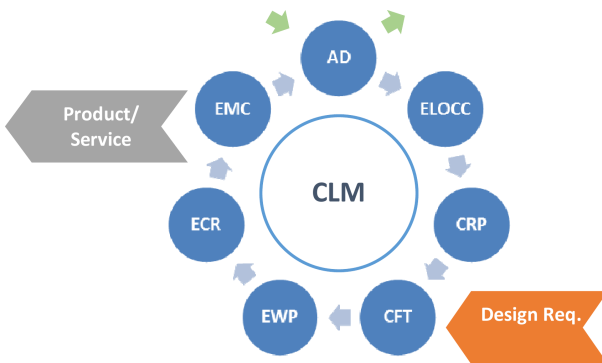 AD
EMC
ELOCC
Product/
Service
CLM
ECR
CRP
EWP
CFT
Design Req.